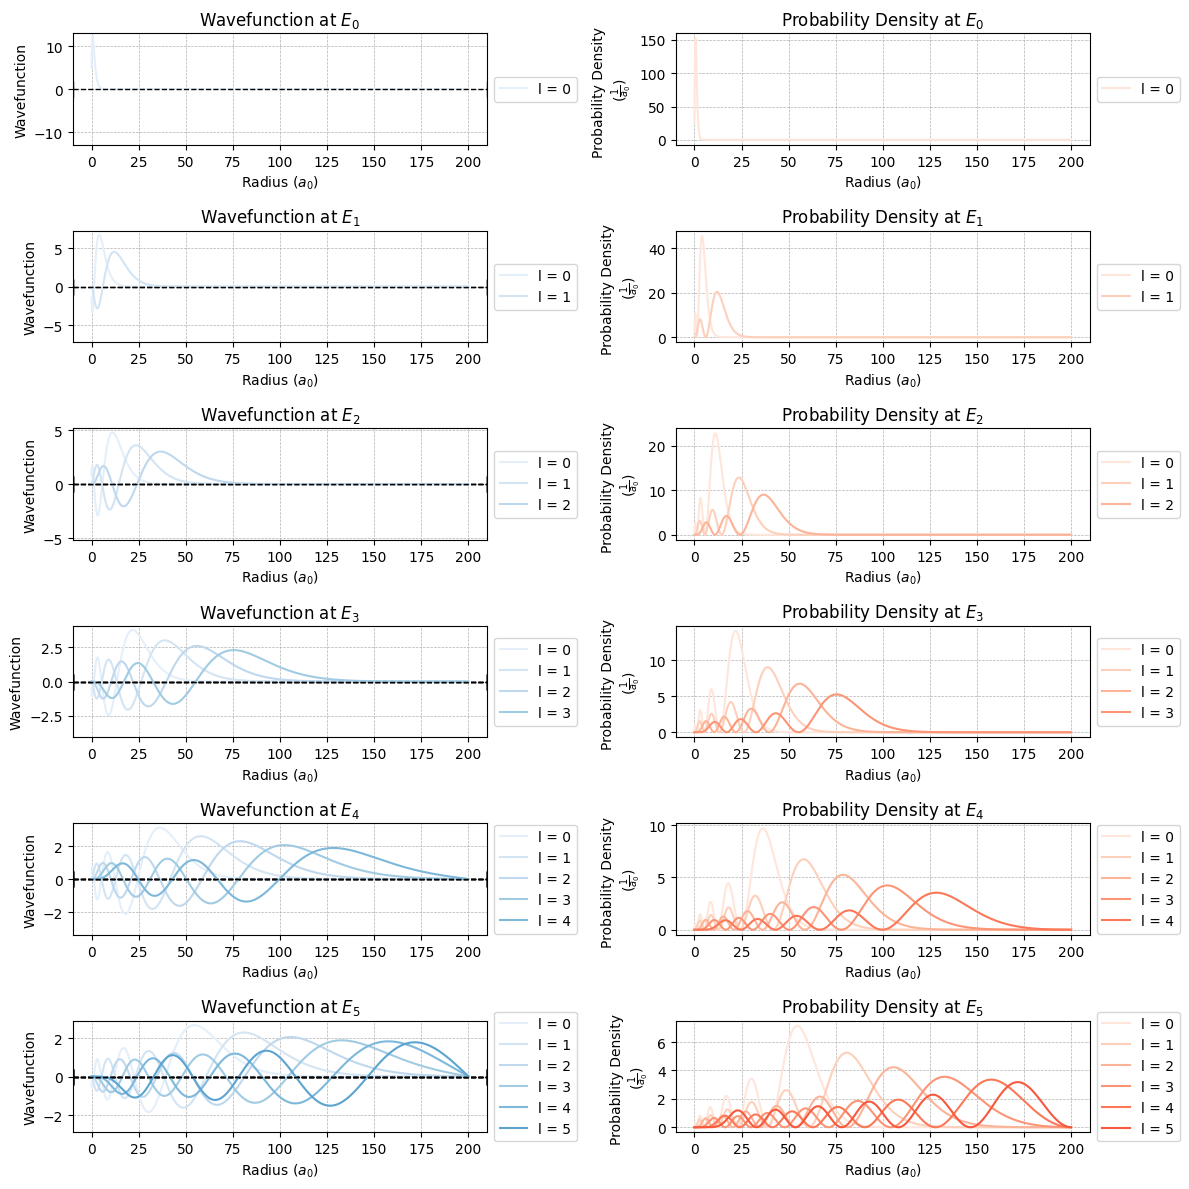 Wavefunction at E₀
Wavefunction
10
0
−10
0 25 50 75 100 125 150 175 200
Radius (a₀)
l = 0
Probability Density at E₀
Probability Density
(1/a₀)
150
100
50
0
0 25 50 75 100 125 150 175 200
Radius (a₀)
l = 0
Wavefunction at E₁
Wavefunction
5
0
−5
0 25 50 75 100 125 150 175 200
Radius (a₀)
l = 0
l = 1
Probability Density at E₁
Probability Density
(1/a₀)
40
20
0
0 25 50 75 100 125 150 175 200
Radius (a₀)
l = 0
l = 1
Wavefunction at E₂
Wavefunction
5
0
−5
0 25 50 75 100 125 150 175 200
Radius (a₀)
l = 0
l = 1
l = 2
Probability Density at E₂
Probability Density
(1/a₀)
20
10
0
0 25 50 75 100 125 150 175 200
Radius (a₀)
l = 0
l = 1
l = 2
Wavefunction at E₃
Wavefunction
2.5
0.0
−2.5
0 25 50 75 100 125 150 175 200
Radius (a₀)
l = 0
l = 1
l = 2
l = 3
Probability Density at E₃
Probability Density
(1/a₀)
10
5
0
0 25 50 75 100 125 150 175 200
Radius (a₀)
l = 0
l = 1
l = 2
l = 3
Wavefunction at E₄
Wavefunction
2
0
−2
0 25 50 75 100 125 150 175 200
Radius (a₀)
l = 0
l = 1
l = 2
l = 3
l = 4
Probability Density at E₄
Probability Density
(1/a₀)
10
5
0
0 25 50 75 100 125 150 175 200
Radius (a₀)
l = 0
l = 1
l = 2
l = 3
l = 4
Wavefunction at E₅
Wavefunction
2
0
−2
0 25 50 75 100 125 150 175 200
Radius (a₀)
l = 0
l = 1
l = 2
l = 3
l = 4
l = 5
Probability Density at E₅
Probability Density
(1/a₀)
6
4
2
0
0 25 50 75 100 125 150 175 200
Radius (a₀)
l = 0
l = 1
l = 2
l = 3
l = 4
l = 5